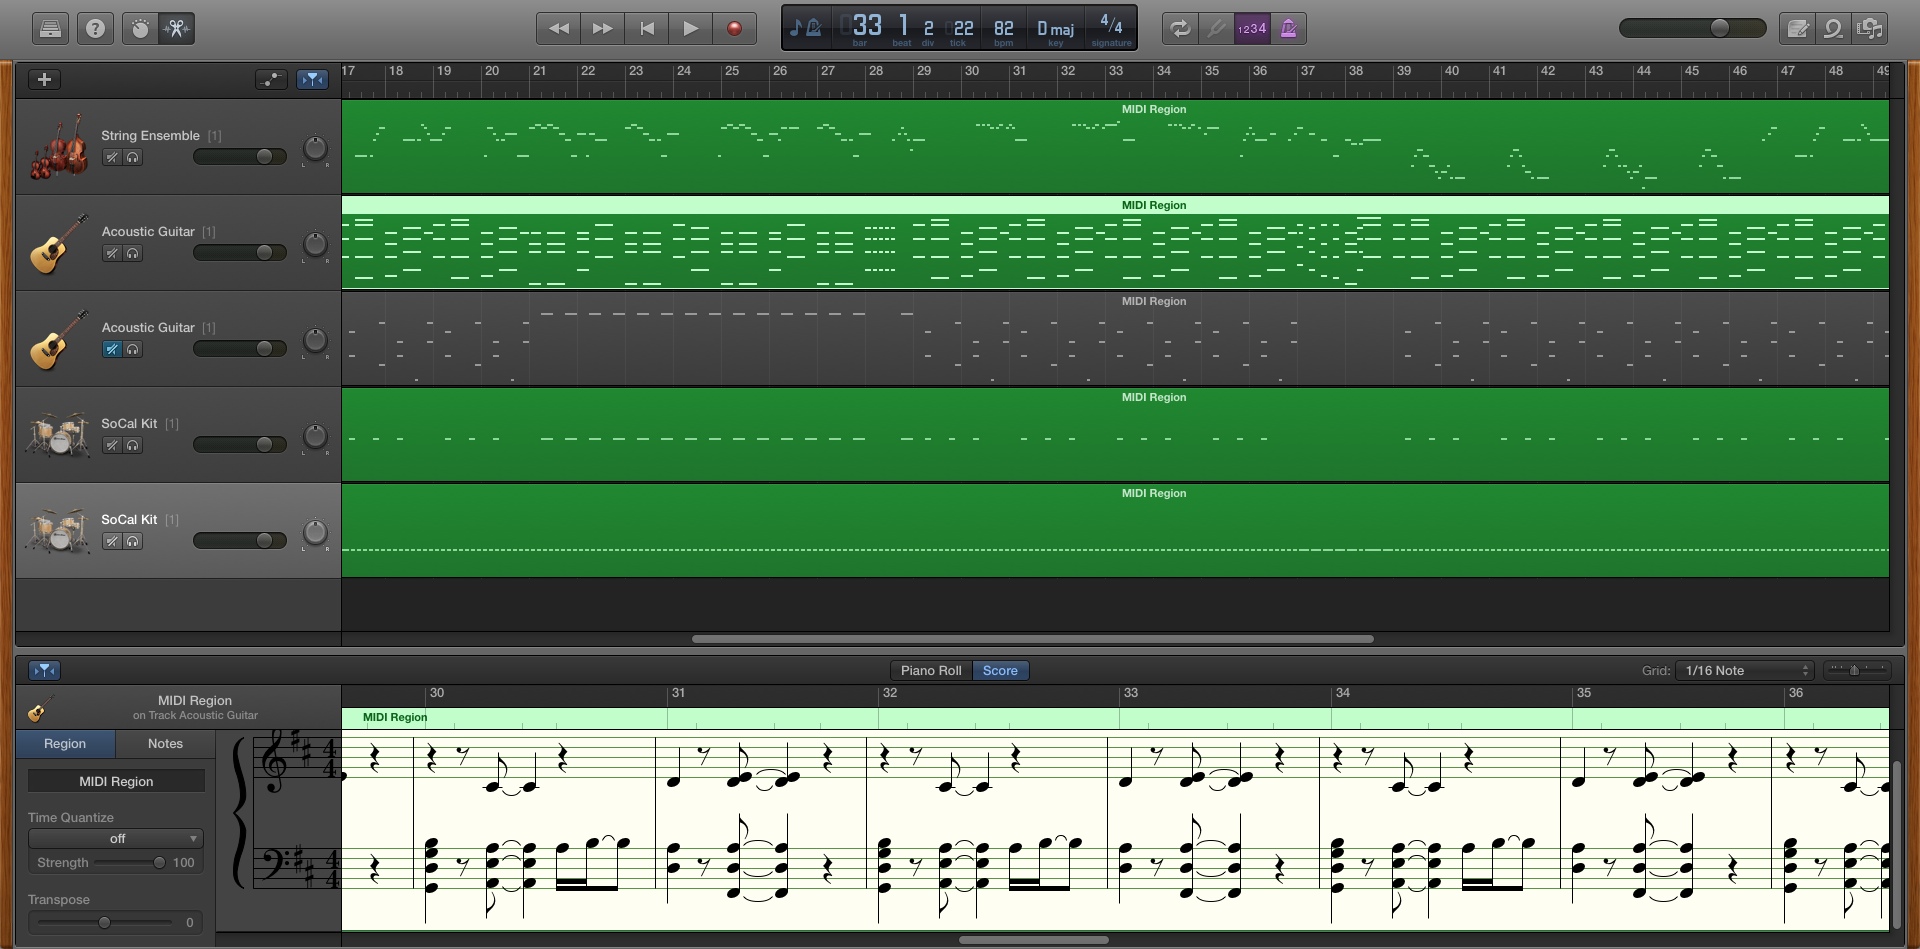 ?
33 1 2 022 82 D maj 4/4
bar beat div tick bpm key signature
1234
17 18 19 20 21 22 23 24 25 26 27 28 29 30 31 32 33 34 35 36 37 38 39 40 41 42 43 44 45 46 47 48 49
MIDI Region
String Ensemble [1]
L R
MIDI Region
Acoustic Guitar [1]
L R
MIDI Region
Acoustic Guitar [1]
L R
MIDI Region
SoCal Kit [1]
L R
MIDI Region
SoCal Kit [1]
L R
Piano Roll Score Grid: 1/16 Note
30 31 32 33 34 35 36
MIDI Region
on Track Acoustic Guitar
MIDI Region
Region Notes
MIDI Region
Time Quantize
off
Strength 100
Transpose
0
4
4
4
4